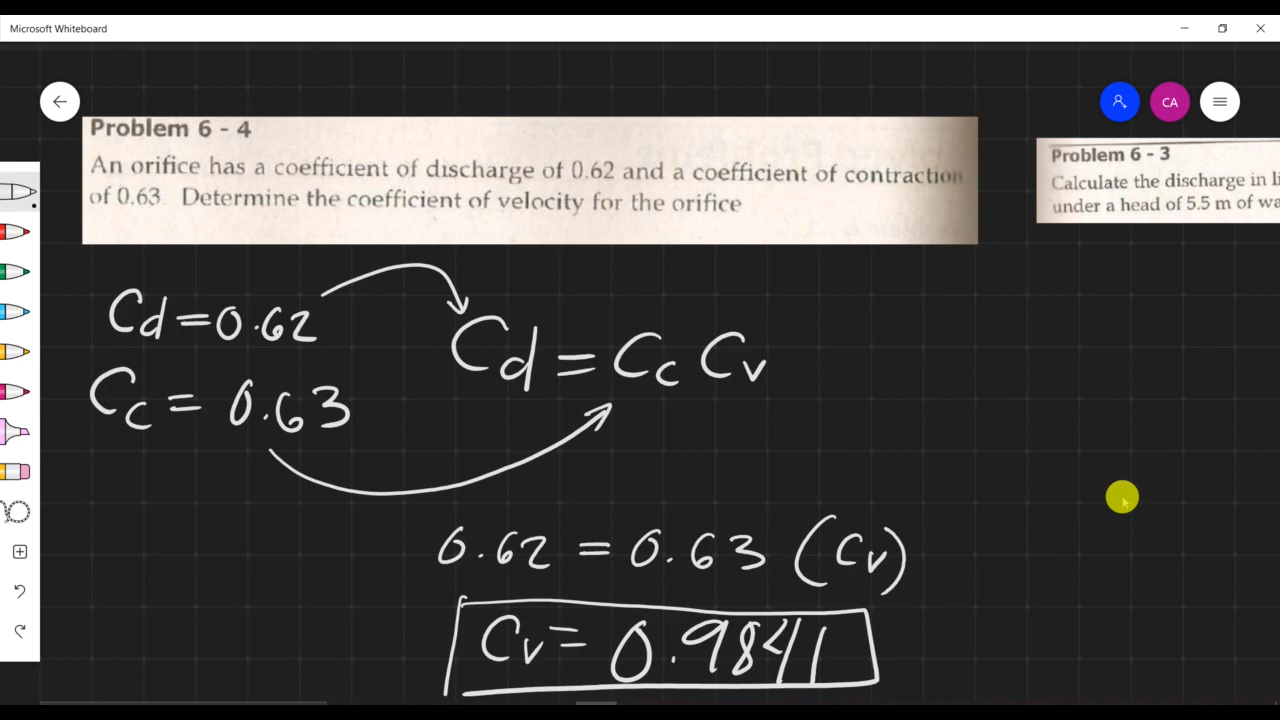 Microsoft Whiteboard
CA
Problem 6 - 4
An orifice has a coefficient of discharge of 0.62 and a coefficient of contraction
of 0.63. Determine the coefficient of velocity for the orifice
Problem 6 - 3
Calculate the discharge in li
under a head of 5.5 m of wa
Cd = 0.62
Cc = 0.63
Cd = Cc Cv
0.62 = 0.63 (Cv)
Cv = 0.9841